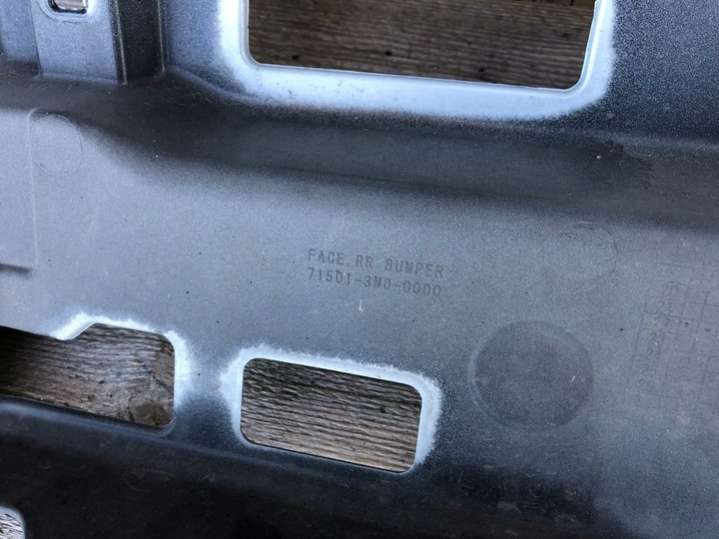 FACE, RR BUMPER
71501-3M0-0000